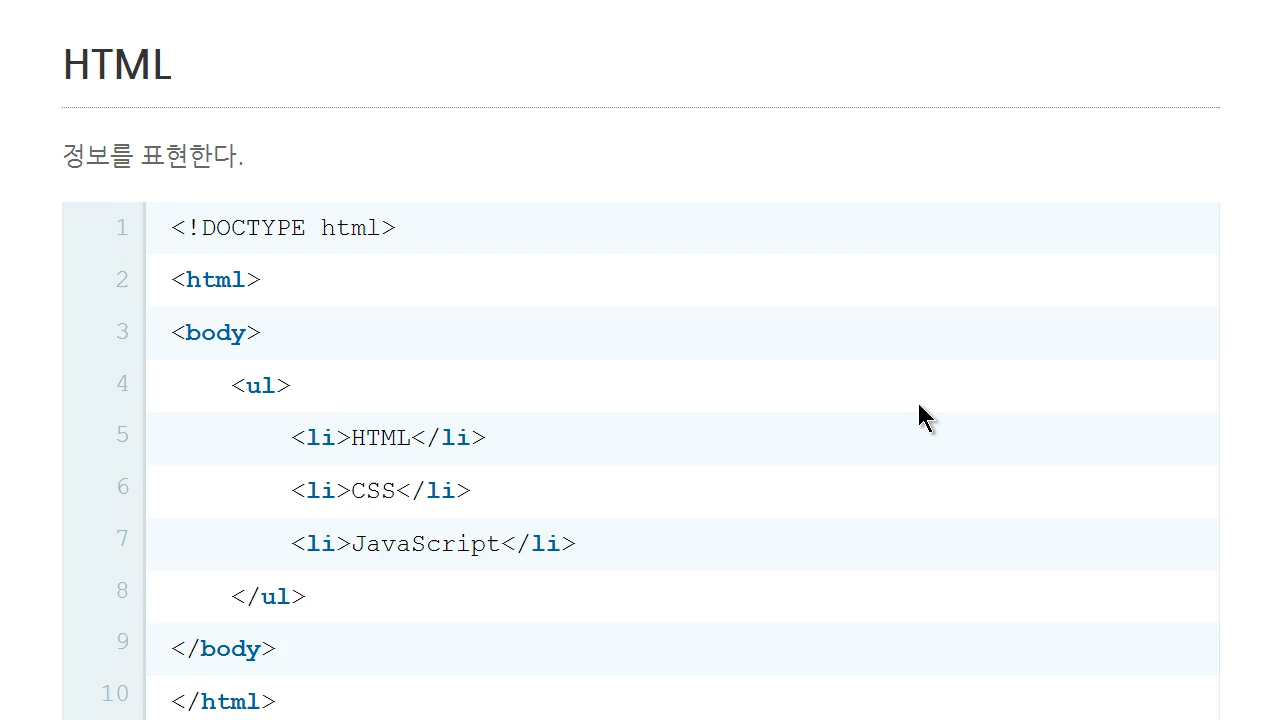 HTML
정보를 표현한다.
1 <!DOCTYPE html>
2 <html>
3 <body>
4     <ul>
5         <li>HTML</li>
6         <li>CSS</li>
7         <li>JavaScript</li>
8     </ul>
9 </body>
10 </html>